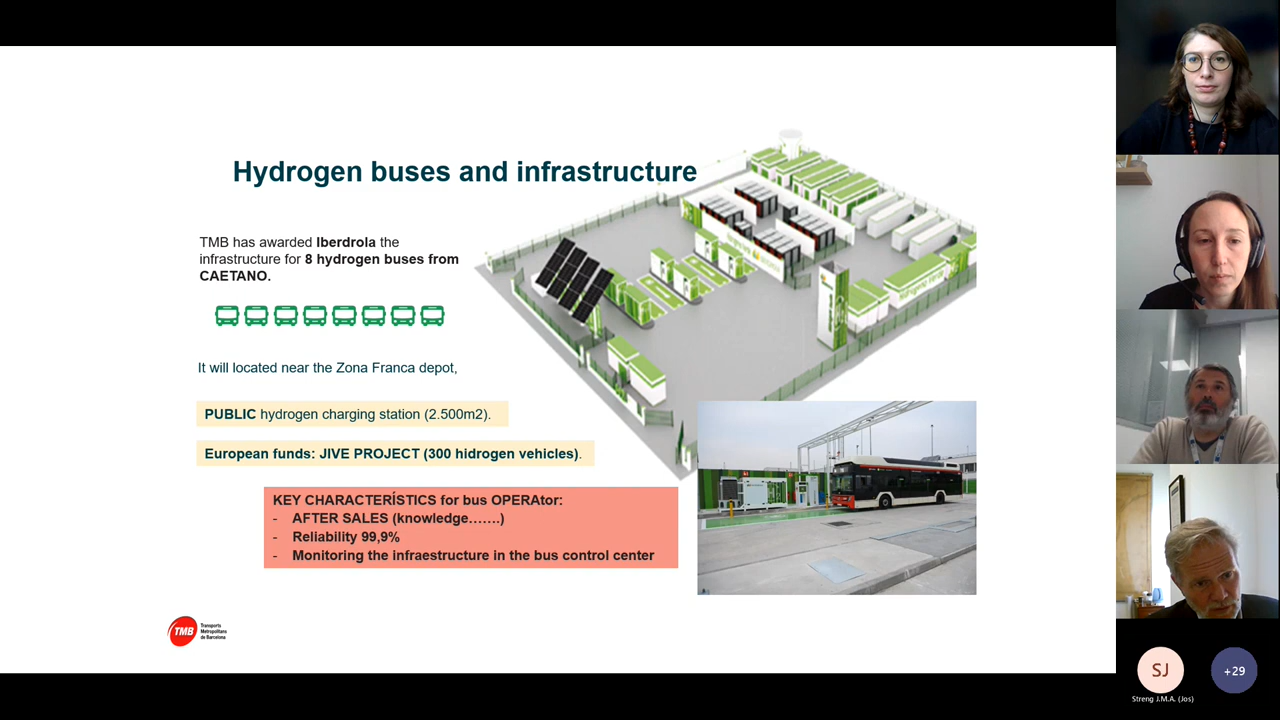 Hydrogen buses and infrastructure
TMB has awarded Iberdrola the
infrastructure for 8 hydrogen buses from
CAETANO.
It will located near the Zona Franca depot,
PUBLIC hydrogen charging station (2.500m2).
European funds: JIVE PROJECT (300 hidrogen vehicles).
KEY CHARACTERÍSTICS for bus OPERAtor:
- AFTER SALES (knowledge…….)
- Reliability 99,9%
- Monitoring the infraestructure in the bus control center
TMB
Transports
Metropolitans
de Barcelona
SJ
+29
Streng J.M.A. (Jos)